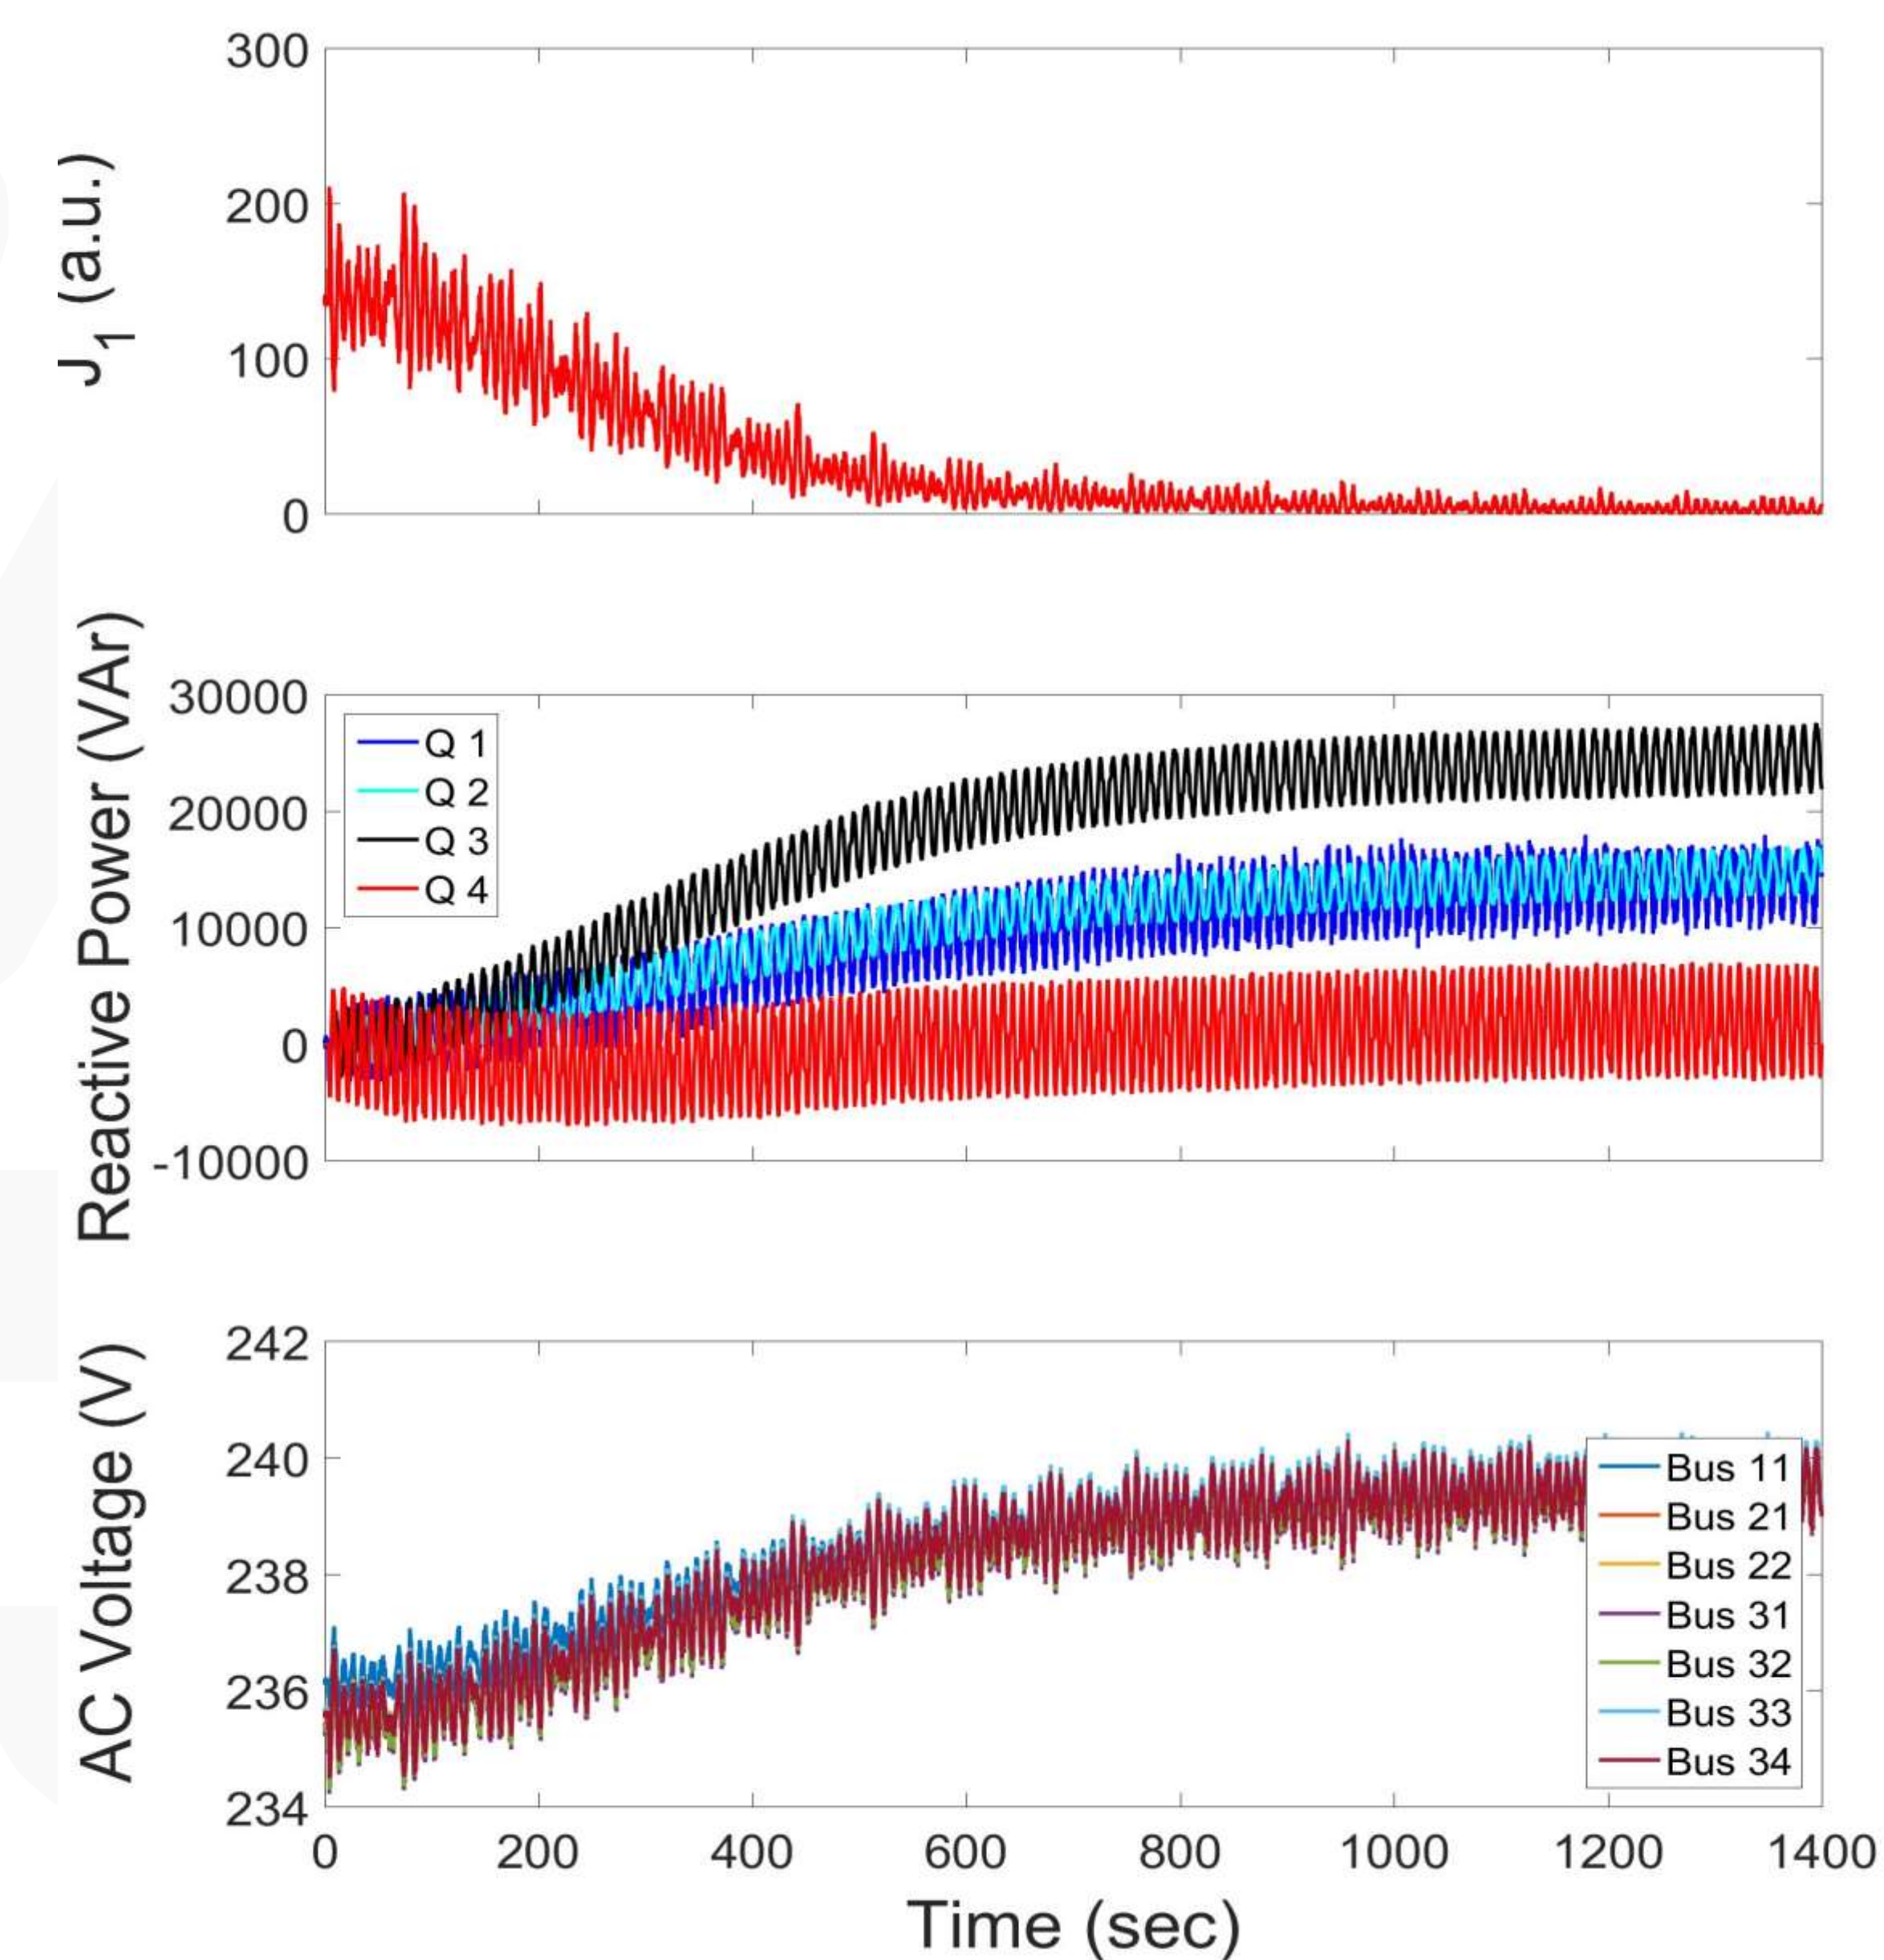 300
200
100
0
J1 (a.u.)
30000
20000
10000
0
-10000
Reactive Power (VAr)
Q 1
Q 2
Q 3
Q 4
242
240
238
236
234
AC Voltage (V)
Bus 11
Bus 21
Bus 22
Bus 31
Bus 32
Bus 33
Bus 34
0 200 400 600 800 1000 1200 1400
Time (sec)